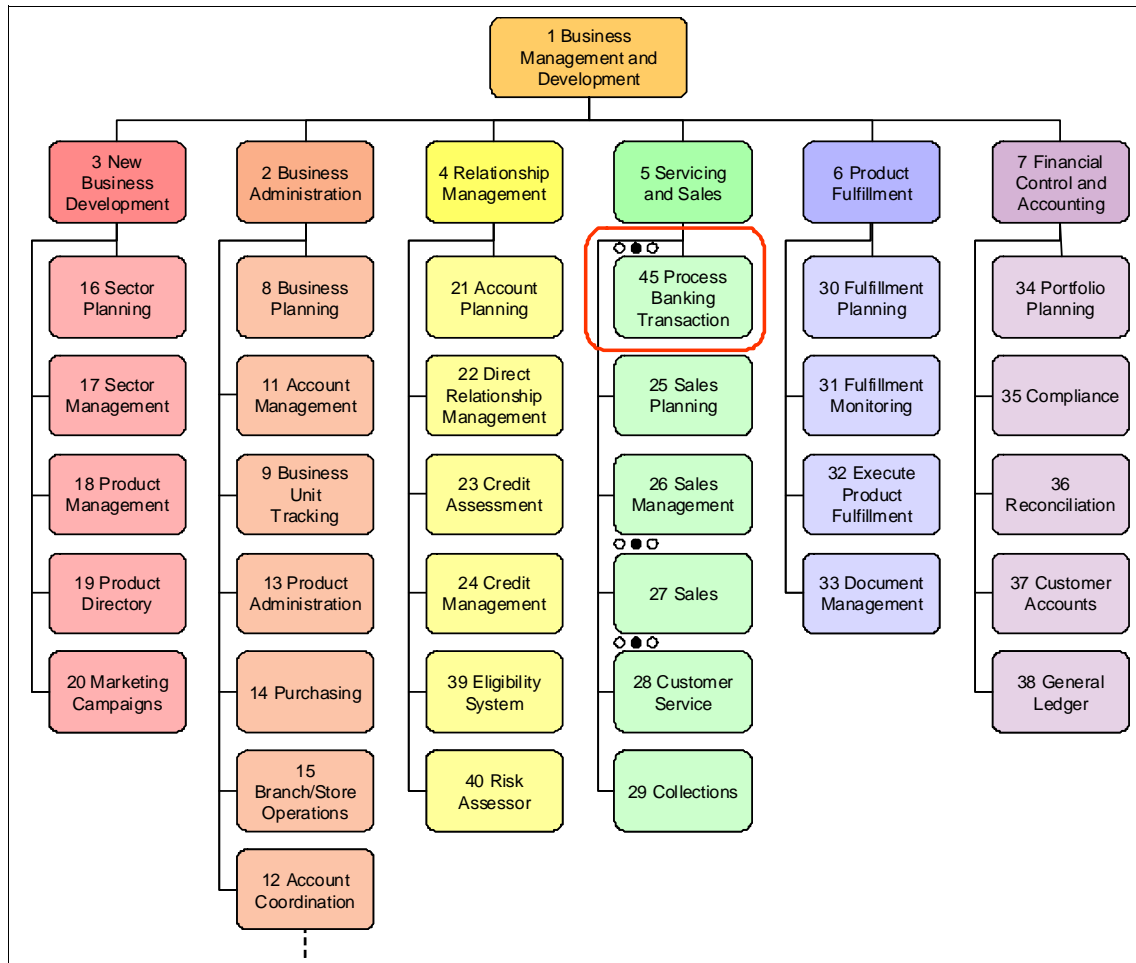 1 Business
Management and
Development
3 New
Business
Development
2 Business
Administration
4 Relationship
Management
5 Servicing
and Sales
6 Product
Fulfillment
7 Financial
Control and
Accounting
16 Sector
Planning
17 Sector
Management
18 Product
Management
19 Product
Directory
20 Marketing
Campaigns
8 Business
Planning
11 Account
Management
9 Business
Unit
Tracking
13 Product
Administration
14 Purchasing
15
Branch/Store
Operations
12 Account
Coordination
21 Account
Planning
22 Direct
Relationship
Management
23 Credit
Assessment
24 Credit
Management
39 Eligibility
System
40 Risk
Assessor
45 Process
Banking
Transaction
25 Sales
Planning
26 Sales
Management
27 Sales
28 Customer
Service
29 Collections
30 Fulfillment
Planning
31 Fulfillment
Monitoring
32 Execute
Product
Fulfillment
33 Document
Management
34 Portfolio
Planning
35 Compliance
36
Reconciliation
37 Customer
Accounts
38 General
Ledger